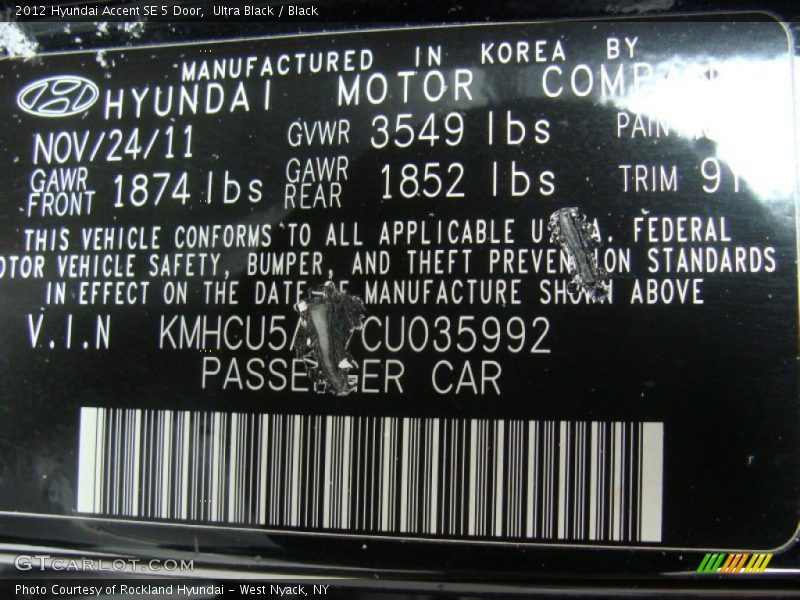 2012 Hyundai Accent SE 5 Door, Ultra Black / Black
MANUFACTURED IN KOREA BY
HYUNDAI MOTOR
NOV/24/11 GVWR 3549 lbs
GAWR FRONT 1874 lbs GAWR REAR 1852 lbs TRIM
THIS VEHICLE CONFORMS TO ALL APPLICABLE FEDERAL
VEHICLE SAFETY, BUMPER, AND THEFT STANDARDS
IN EFFECT ON THE DATE MANUFACTURE ABOVE
V.I.N
CAR
GTCARLOT.COM
Photo Courtesy of Rockland Hyundai - West Nyack, NY